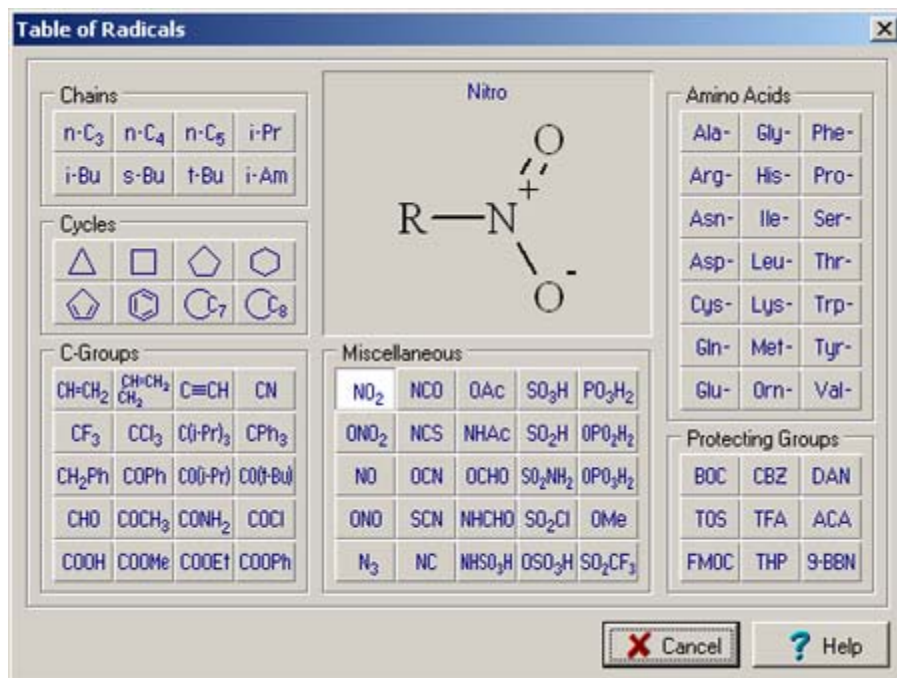 Table of Radicals
Chains
n-C₃ n-C₄ n-C₅ i-Pr
i-Bu s-Bu t-Bu i-Am
Cycles
C₇ C₈
C-Groups
CH=CH₂ CH=CH₂ CH₂ C≡CH CN
CF₃ CCl₃ C(i-Pr)₃ CPh₃
CH₂Ph COPh CO(i-Pr) CO(t-Bu)
CHO COCH₃ CONH₂ COCl
COOH COOMe COOEt COOPh
Nitro
O
+
R—N
-
O
Miscellaneous
NO₂ NCO OAc SO₃H PO₃H₂
ONO₂ NCS NHAc SO₂H OPO₂H₂
NO OCN OCHO SO₂NH₂ OPO₃H₂
ONO SCN NHCHO SO₂Cl OMe
N₃ NC NHSO₃H OSO₃H SO₂CF₃
Amino Acids
Ala- Gly- Phe-
Arg- His- Pro-
Asn- Ile- Ser-
Asp- Leu- Thr-
Cys- Lys- Trp-
Gln- Met- Tyr-
Glu- Orn- Val-
Protecting Groups
BOC CBZ DAN
TOS TFA ACA
FMOC THP 9-BBN
Cancel
? Help